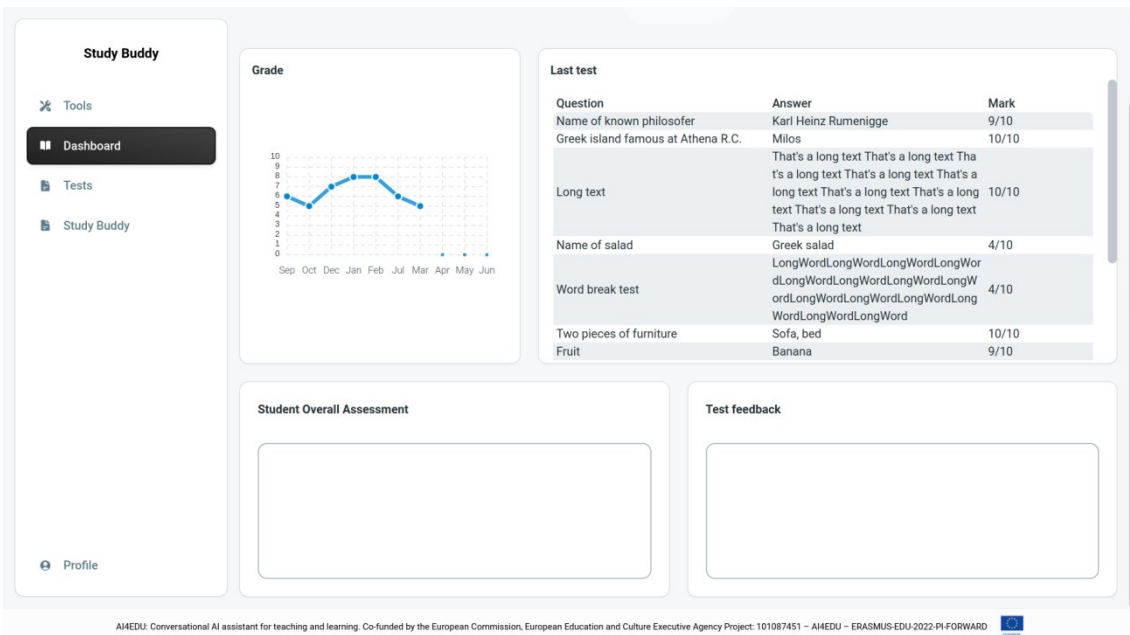 Study Buddy
Tools
Dashboard
Tests
Study Buddy
Profile
Grade
10
9
8
7
6
5
4
3
2
1
0
Sep Oct Dec Jan Feb Jul Mar Apr May Jun
Last test
Question Answer Mark
Name of known philosofer Karl Heinz Rumenigge 9/10
Greek island famous at Athena R.C. Milos 10/10
That's a long text That's a long text Tha
t's a long text That's a long text That's a
Long text long text That's a long text That's a long 10/10
text That's a long text That's a long text
That's a long text
Name of salad Greek salad 4/10
LongWordLongWordLongWordLongWor
dLongWordLongWordLongWordLongW
Word break test 4/10
ordLongWordLongWordLongWordLong
WordLongWordLongWord
Two pieces of furniture Sofa, bed 10/10
Fruit Banana 9/10
Student Overall Assessment
Test feedback
AI4EDU: Conversational AI assistant for teaching and learning. Co-funded by the European Commission, European Education and Culture Executive Agency Project: 101087451 – AI4EDU – ERASMUS-EDU-2022-PI-FORWARD